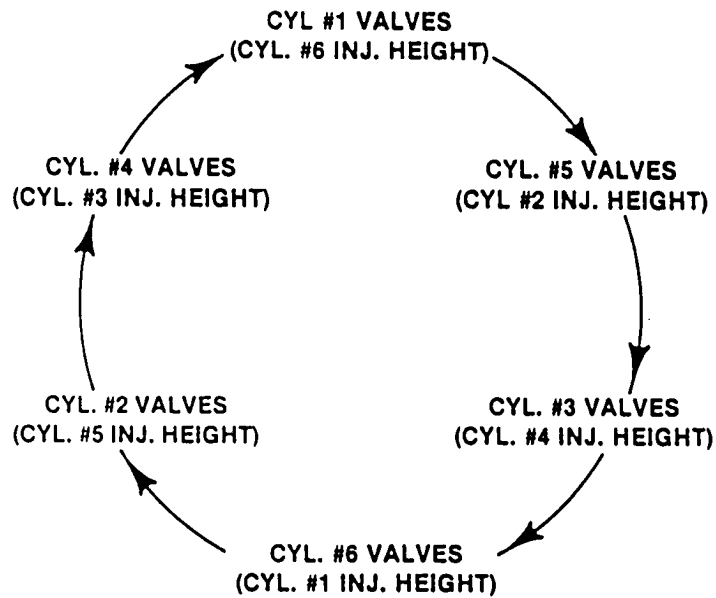 CYL #1 VALVES
(CYL. #6 INJ. HEIGHT)
CYL. #4 VALVES
(CYL. #3 INJ. HEIGHT)
CYL. #5 VALVES
(CYL #2 INJ. HEIGHT)
CYL. #2 VALVES
(CYL. #5 INJ. HEIGHT)
CYL. #3 VALVES
(CYL. #4 INJ. HEIGHT)
CYL. #6 VALVES
(CYL. #1 INJ. HEIGHT)